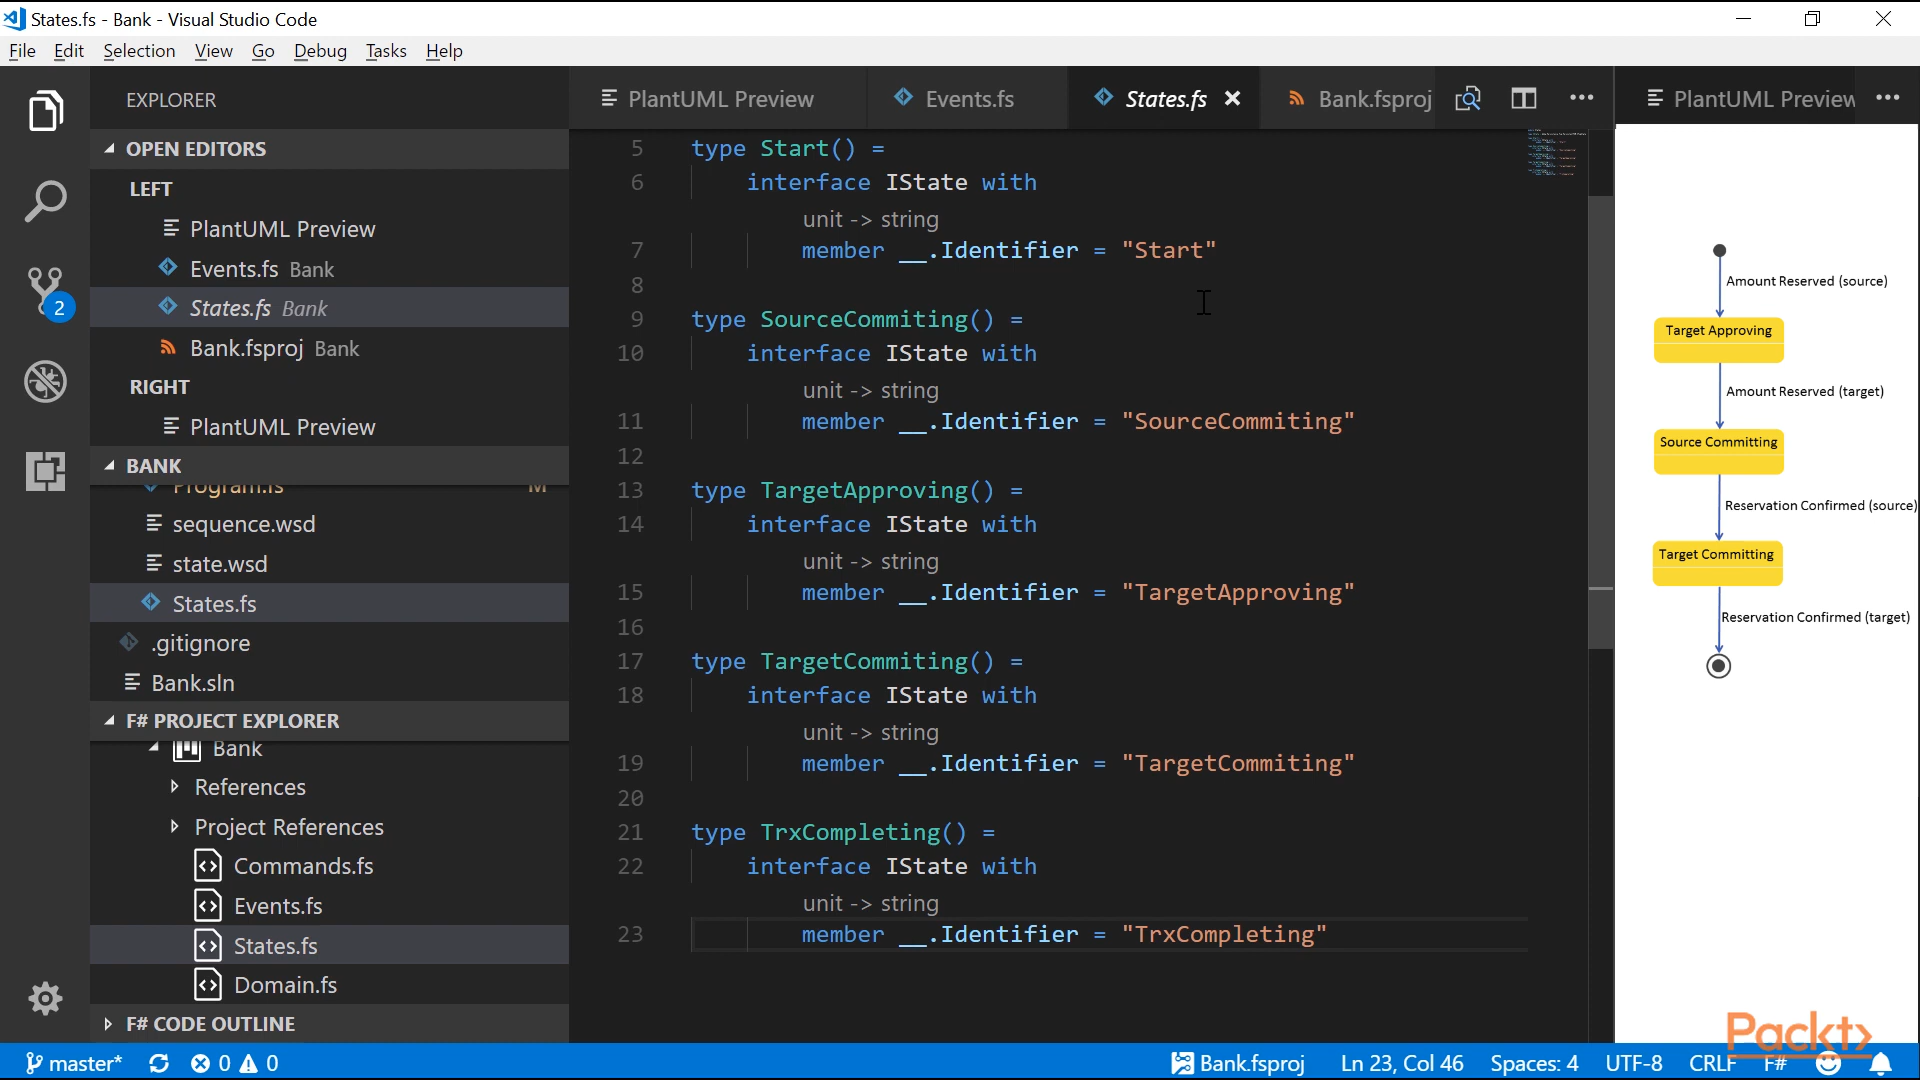 States.fs - Bank - Visual Studio Code
File Edit Selection View Go Debug Tasks Help
EXPLORER
OPEN EDITORS
LEFT
PlantUML Preview
Events.fs Bank
States.fs Bank
Bank.fsproj Bank
RIGHT
PlantUML Preview
BANK
Program.fs M
sequence.wsd
state.wsd
States.fs
.gitignore
Bank.sln
F# PROJECT EXPLORER
Bank
References
Project References
Commands.fs
Events.fs
States.fs
Domain.fs
F# CODE OUTLINE
2
PlantUML Preview Events.fs States.fs Bank.fsproj
5 type Start() =
6 interface IState with
unit -> string
7 member __.Identifier = "Start"
8
9 type SourceCommiting() =
10 interface IState with
unit -> string
11 member __.Identifier = "SourceCommiting"
12
13 type TargetApproving() =
14 interface IState with
unit -> string
15 member __.Identifier = "TargetApproving"
16
17 type TargetCommiting() =
18 interface IState with
unit -> string
19 member __.Identifier = "TargetCommiting"
20
21 type TrxCompleting() =
22 interface IState with
unit -> string
23 member __.Identifier = "TrxCompleting"
PlantUML Preview
Amount Reserved (source)
Target Approving
Amount Reserved (target)
Source Committing
Reservation Confirmed (source)
Target Committing
Reservation Confirmed (target)
Packt>
master* 0 0 Bank.fsproj Ln 23, Col 46 Spaces: 4 UTF-8 CRLF F#